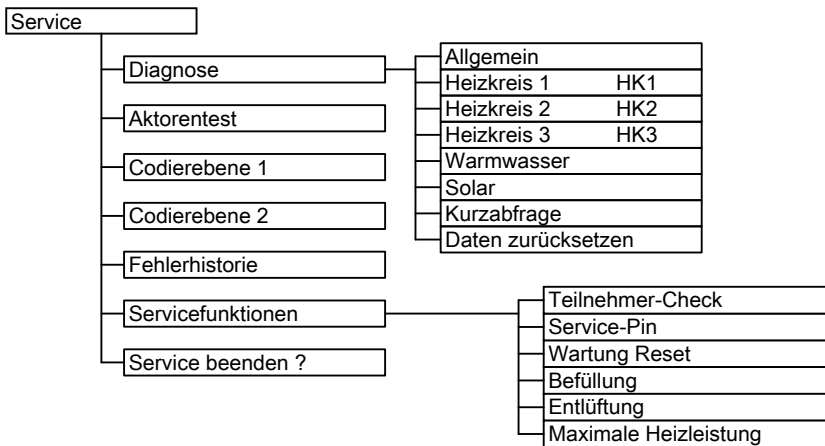 Service
Diagnose
Aktorentest
Codierebene 1
Codierebene 2
Fehlerhistorie
Servicefunktionen
Service beenden ?
Allgemein
Heizkreis 1 HK1
Heizkreis 2 HK2
Heizkreis 3 HK3
Warmwasser
Solar
Kurzabfrage
Daten zurücksetzen
Teilnehmer-Check
Service-Pin
Wartung Reset
Befüllung
Entlüftung
Maximale Heizleistung